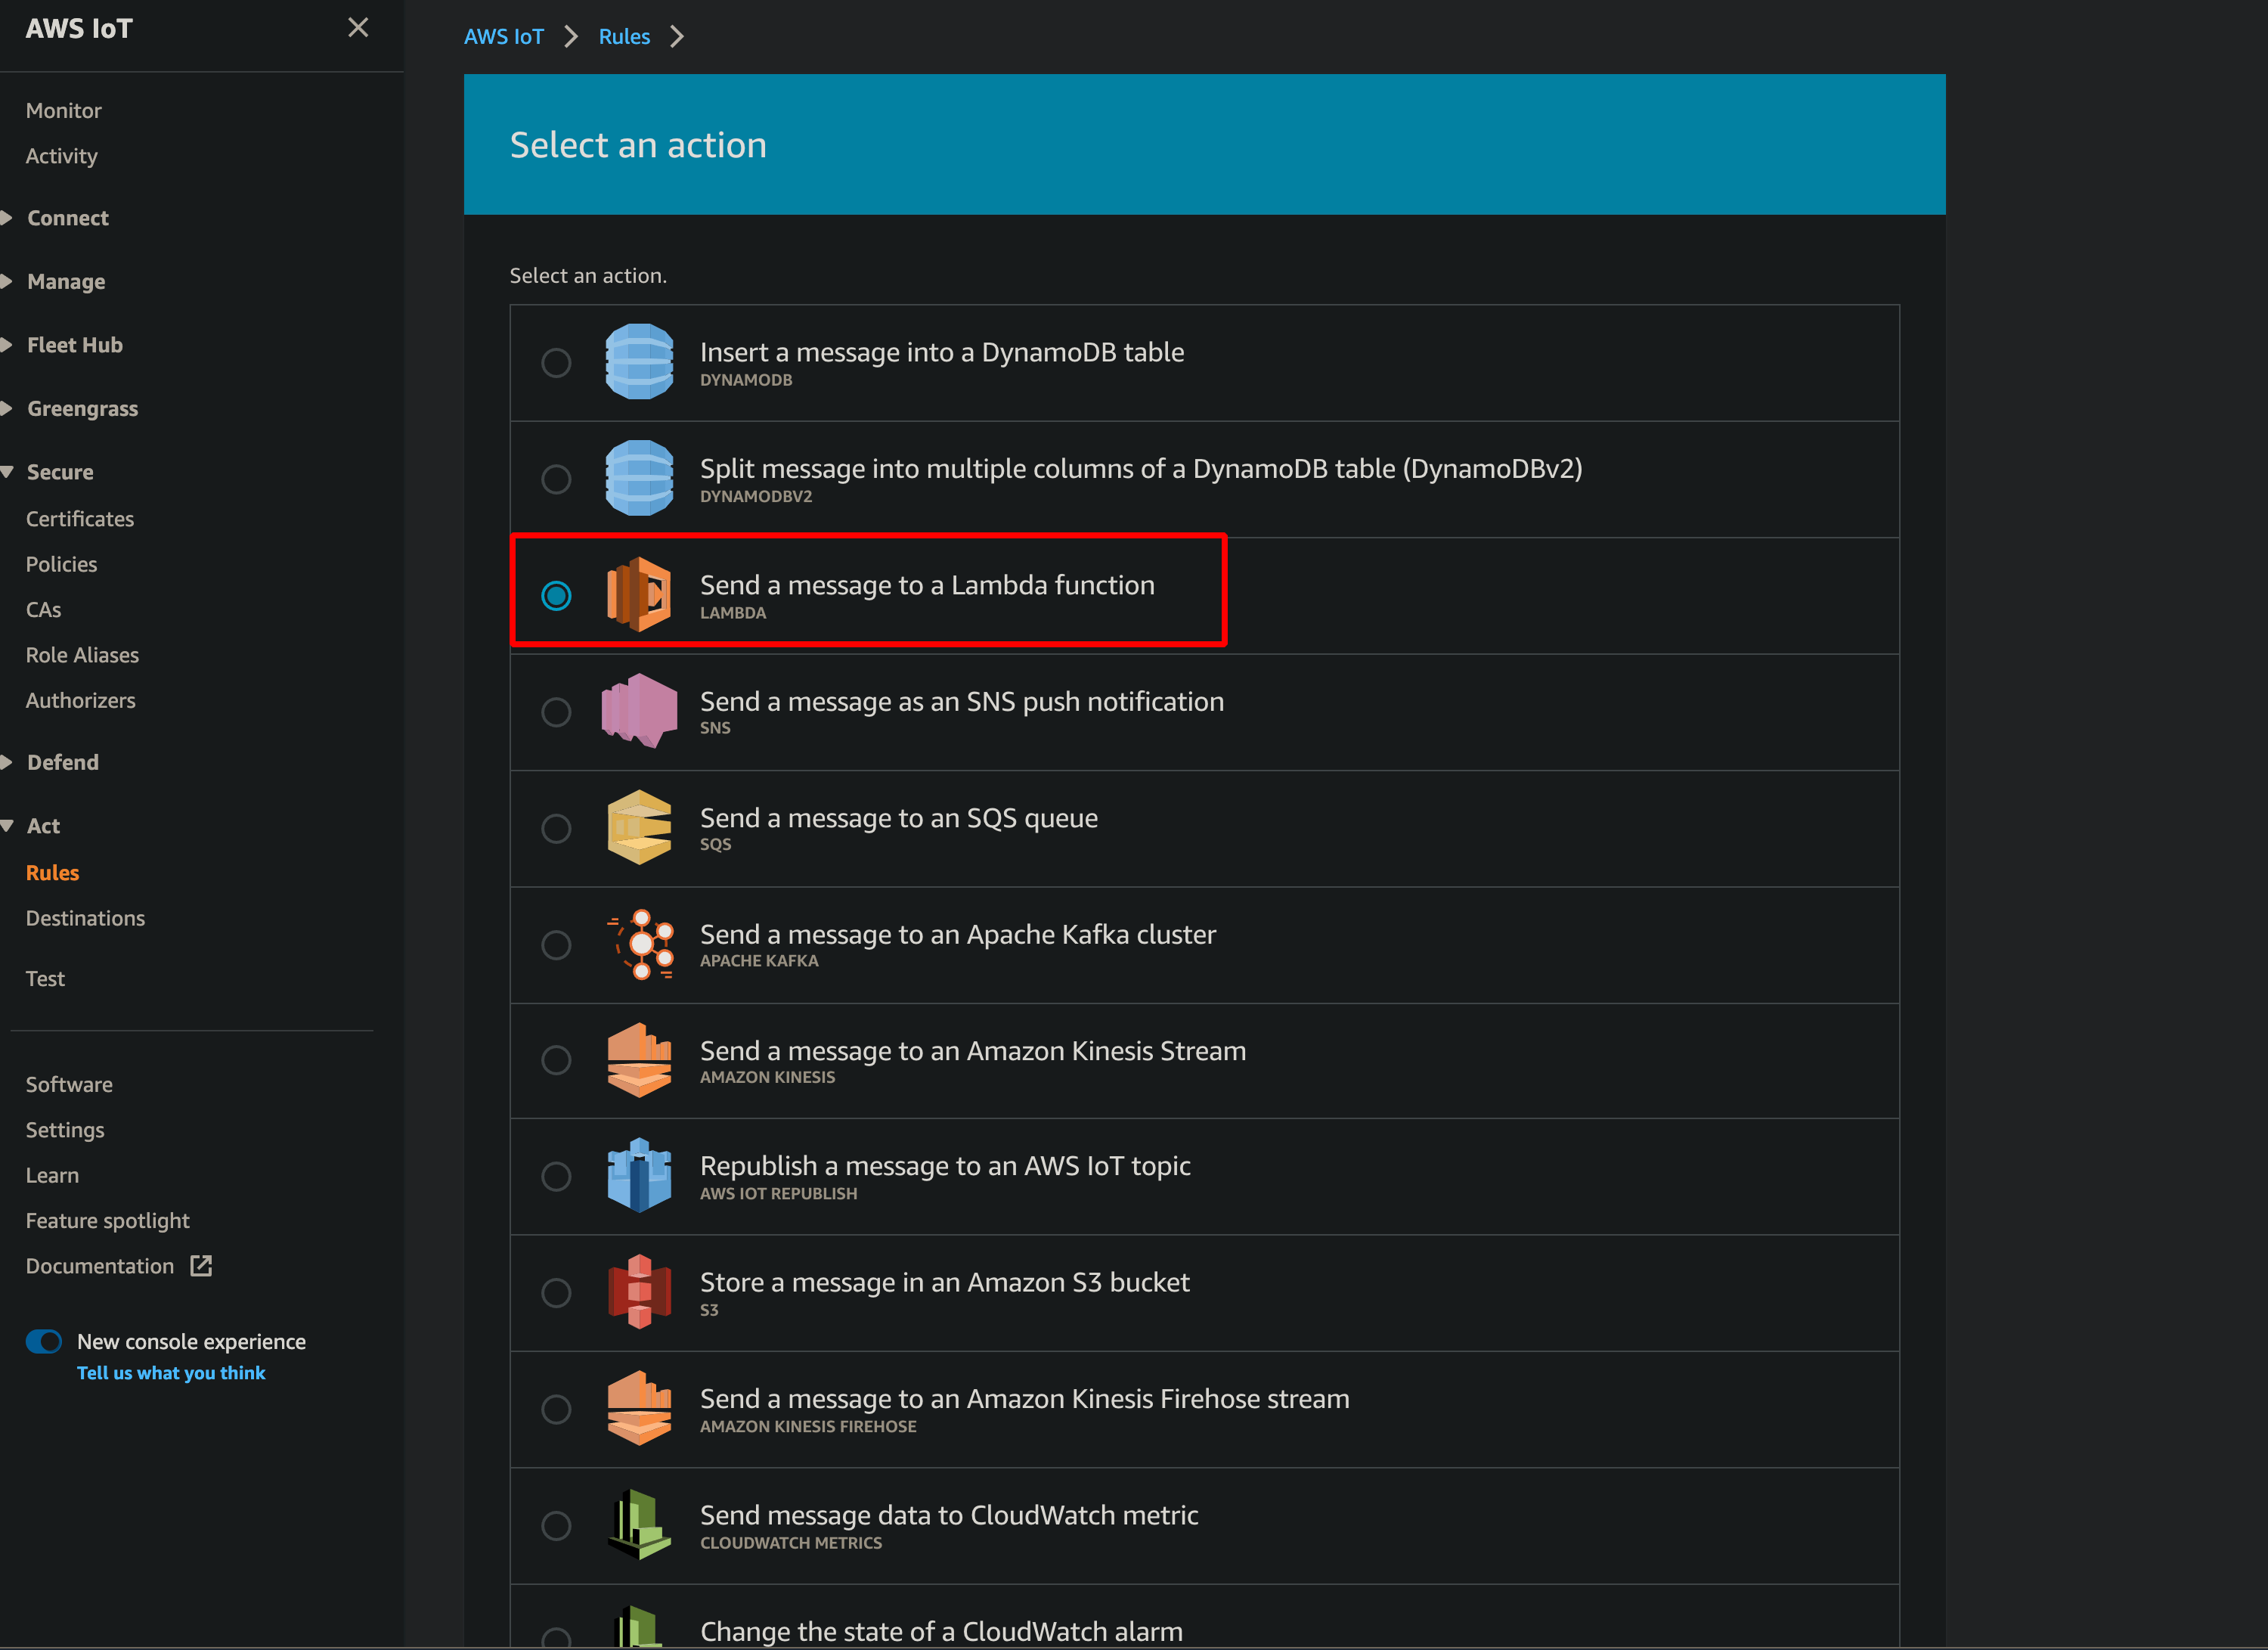 AWS IoT
Monitor
Activity
Connect
Manage
Fleet Hub
Greengrass
Secure
Certificates
Policies
CAs
Role Aliases
Authorizers
Defend
Act
Rules
Destinations
Test
Software
Settings
Learn
Feature spotlight
Documentation
New console experience
Tell us what you think
AWS IoT Rules
Select an action
Select an action.
Insert a message into a DynamoDB table
DYNAMODB
Split message into multiple columns of a DynamoDB table (DynamoDBv2)
DYNAMODBV2
Send a message to a Lambda function
LAMBDA
Send a message as an SNS push notification
SNS
Send a message to an SQS queue
SQS
Send a message to an Apache Kafka cluster
APACHE KAFKA
Send a message to an Amazon Kinesis Stream
AMAZON KINESIS
Republish a message to an AWS IoT topic
AWS IOT REPUBLISH
Store a message in an Amazon S3 bucket
S3
Send a message to an Amazon Kinesis Firehose stream
AMAZON KINESIS FIREHOSE
Send message data to CloudWatch metric
CLOUDWATCH METRICS
Change the state of a CloudWatch alarm